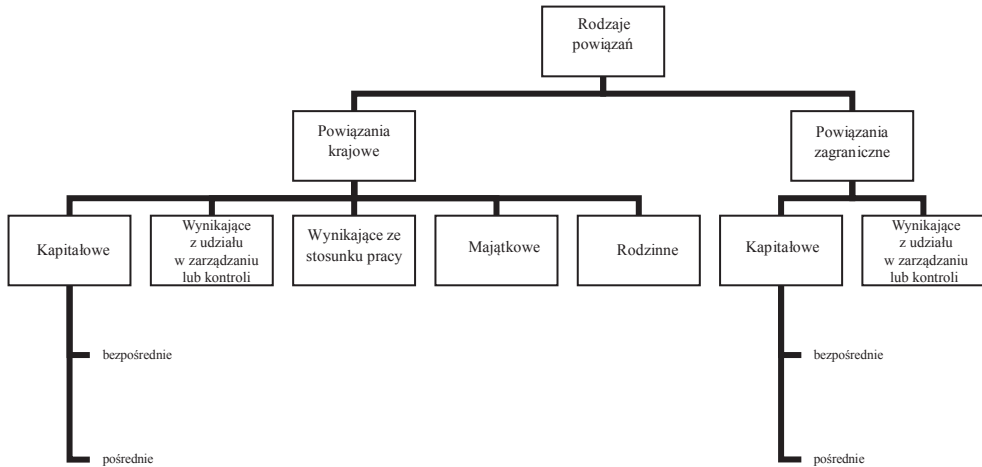 Rodzaje
powiązań
Powiązania
krajowe
Powiązania
zagraniczne
Kapitałowe
Wynikające
z udziału
w zarządzaniu
lub kontroli
Wynikające ze
stosunku pracy
Majątkowe
Rodzinne
Kapitałowe
Wynikające
z udziału
w zarządzaniu
lub kontroli
bezpośrednie
bezpośrednie
pośrednie
pośrednie